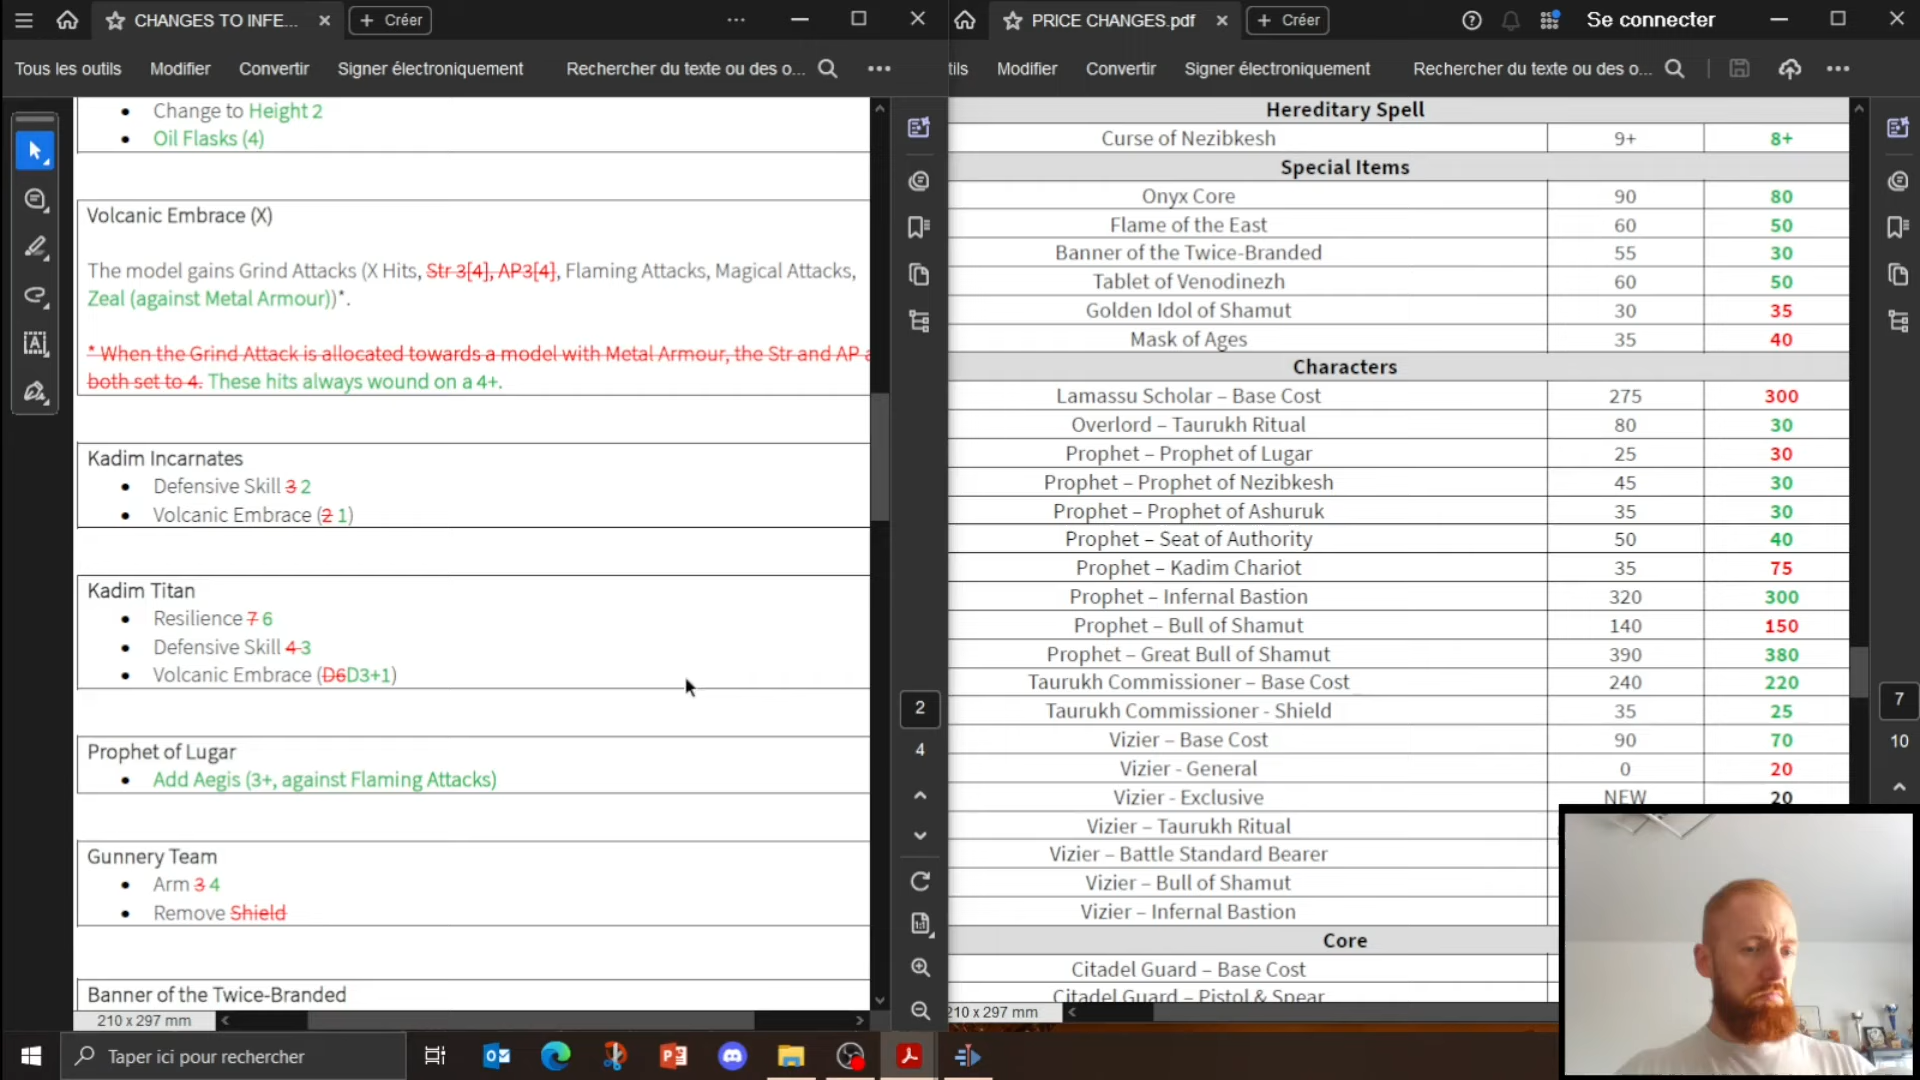 CHANGES TO INFE...
Créer
PRICE CHANGES.pdf
Créer
Se connecter
Tous les outils
Modifier
Convertir
Signer électroniquement
Rechercher du texte ou des o...
tils
Modifier
Convertir
Signer électroniquement
Rechercher du texte ou des o...
• Change to Height 2
• Oil Flasks (4)
Volcanic Embrace (X)
The model gains Grind Attacks (X Hits, Str 3[4], AP3[4], Flaming Attacks, Magical Attacks,
Zeal (against Metal Armour))*.
* When the Grind Attack is allocated towards a model with Metal Armour, the Str and AP a
both set to 4. These hits always wound on a 4+.
Kadim Incarnates
• Defensive Skill 3 2
• Volcanic Embrace (2 1)
Kadim Titan
• Resilience 7 6
• Defensive Skill 4 3
• Volcanic Embrace (D6D3+1)
Prophet of Lugar
• Add Aegis (3+, against Flaming Attacks)
Gunnery Team
• Arm 3 4
• Remove Shield
Banner of the Twice-Branded
210 x 297 mm
2
4
Hereditary Spell
Curse of Nezibkesh 9+ 8+
Special Items
Onyx Core 90 80
Flame of the East 60 50
Banner of the Twice-Branded 55 30
Tablet of Venodinezh 60 50
Golden Idol of Shamut 30 35
Mask of Ages 35 40
Characters
Lamassu Scholar – Base Cost 275 300
Overlord – Taurukh Ritual 80 30
Prophet – Prophet of Lugar 25 30
Prophet – Prophet of Nezibkesh 45 30
Prophet – Prophet of Ashuruk 35 30
Prophet – Seat of Authority 50 40
Prophet – Kadim Chariot 35 75
Prophet – Infernal Bastion 320 300
Prophet – Bull of Shamut 140 150
Prophet – Great Bull of Shamut 390 380
Taurukh Commissioner – Base Cost 240 220
Taurukh Commissioner - Shield 35 25
Vizier – Base Cost 90 70
Vizier - General 0 20
Vizier - Exclusive NEW 20
Vizier – Taurukh Ritual
Vizier – Battle Standard Bearer
Vizier – Bull of Shamut
Vizier – Infernal Bastion
Core
Citadel Guard – Base Cost
Citadel Guard – Pistol & Spear
210 x 297 mm
7
10
Taper ici pour rechercher